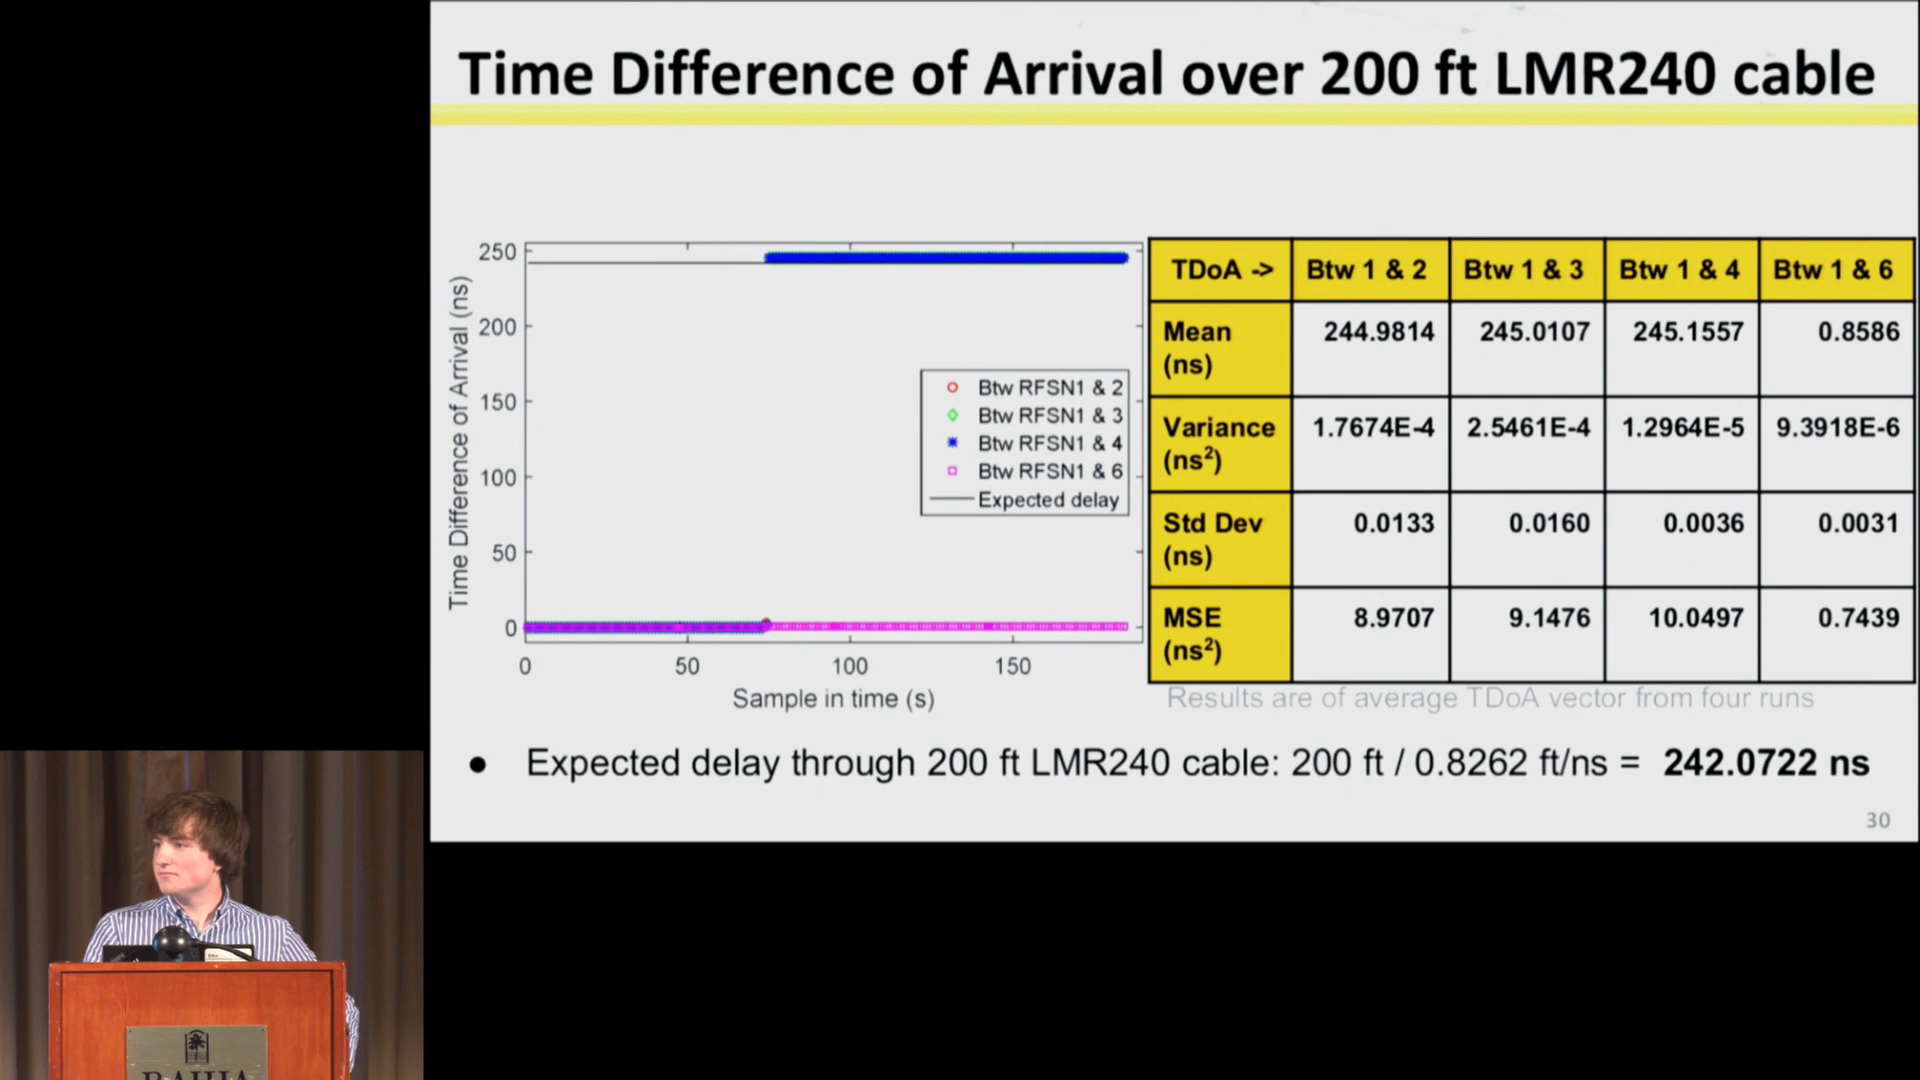 Time Difference of Arrival over 200 ft LMR240 cable
Time Difference of Arrival (ns)
250
200
150
100
50
0
0 50 100 150
Sample in time (s)
Btw RFSN1 & 2
Btw RFSN1 & 3
Btw RFSN1 & 4
Btw RFSN1 & 6
Expected delay
TDoA -> Btw 1 & 2 Btw 1 & 3 Btw 1 & 4 Btw 1 & 6
Mean (ns) 244.9814 245.0107 245.1557 0.8586
Variance (ns²) 1.7674E-4 2.5461E-4 1.2964E-5 9.3918E-6
Std Dev (ns) 0.0133 0.0160 0.0036 0.0031
MSE (ns²) 8.9707 9.1476 10.0497 0.7439
Results are of average TDoA vector from four runs
● Expected delay through 200 ft LMR240 cable: 200 ft / 0.8262 ft/ns = 242.0722 ns
30
BAHIA